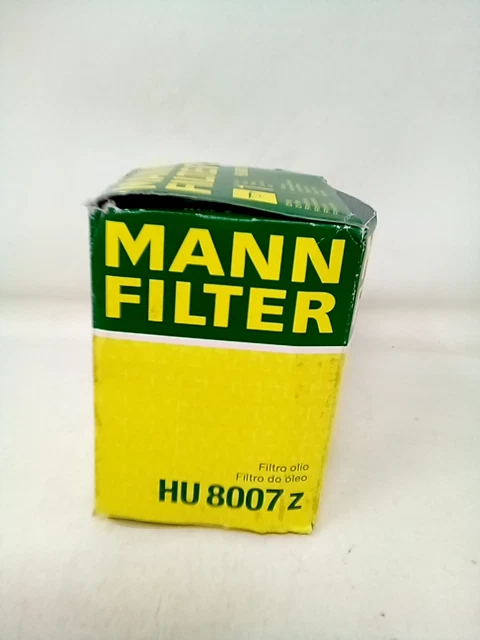 MANN
FILTER
Filtro olio
Filtro do óleo
HU 8007 z